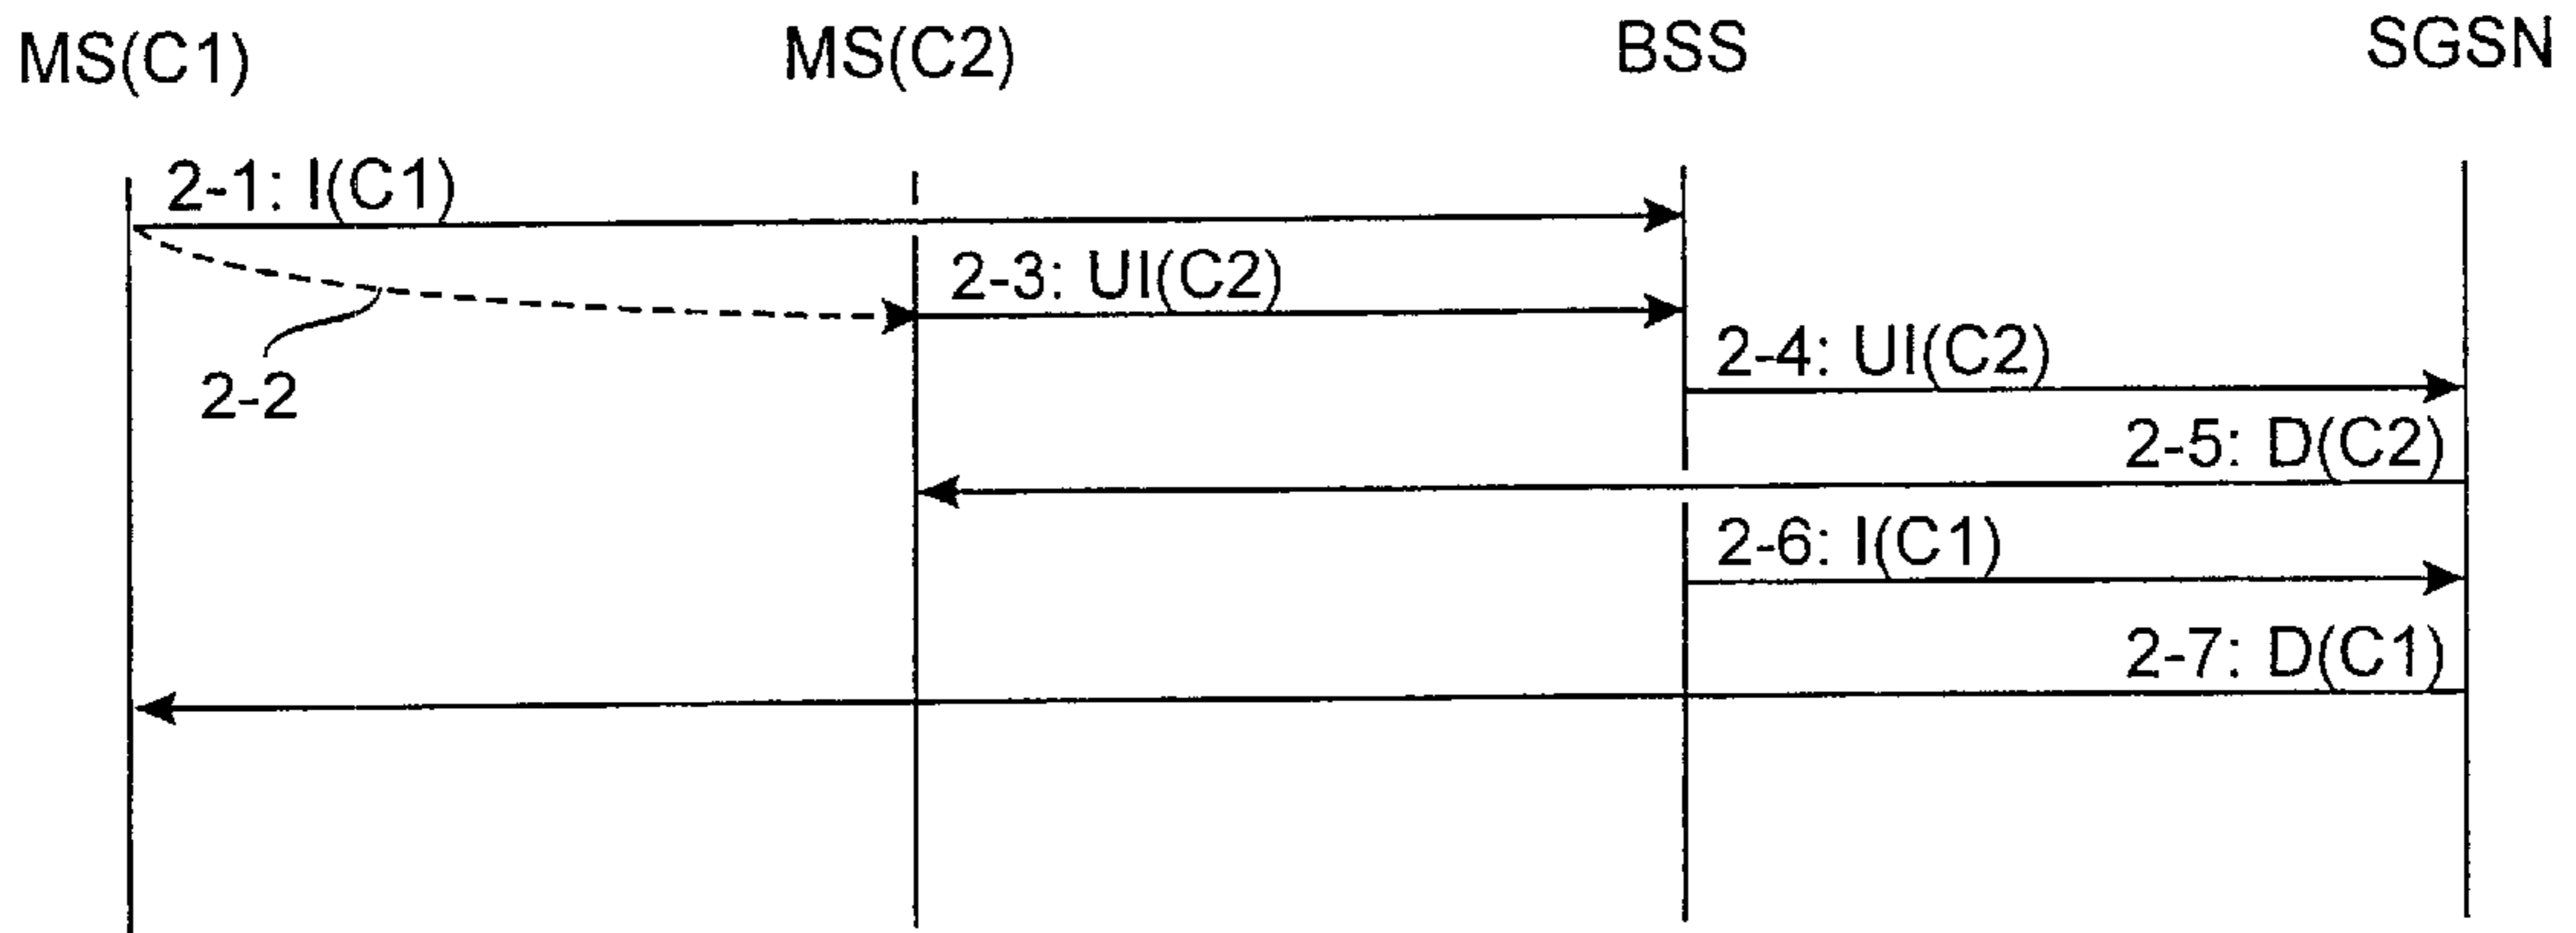 MS(C1) MS(C2) BSS SGSN
2-1: I(C1)
2-3: UI(C2)
2-4: UI(C2)
2-2
2-5: D(C2)
2-6: I(C1)
2-7: D(C1)